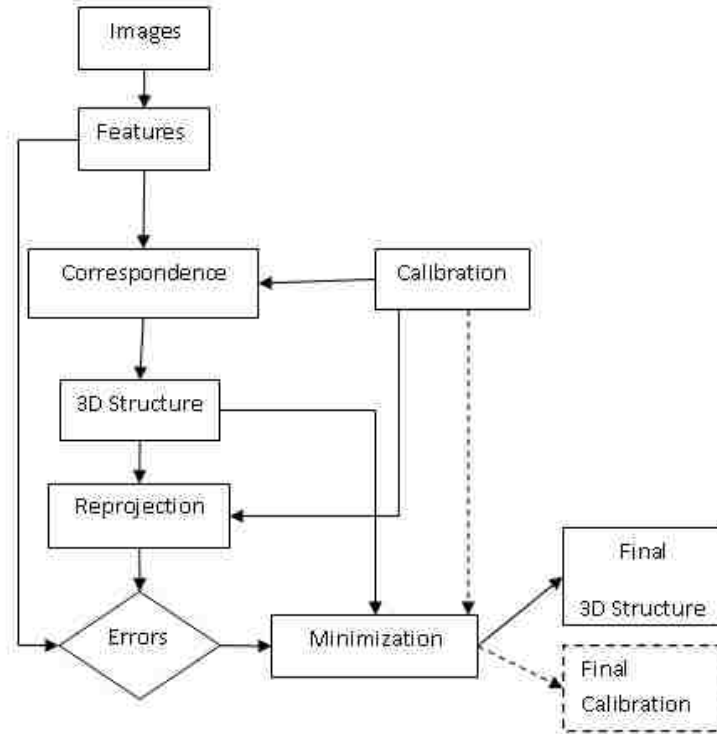 Images
Features
Correspondence
Calibration
3D Structure
Reprojection
Errors
Minimization
Final
3D Structure
Final
Calibration